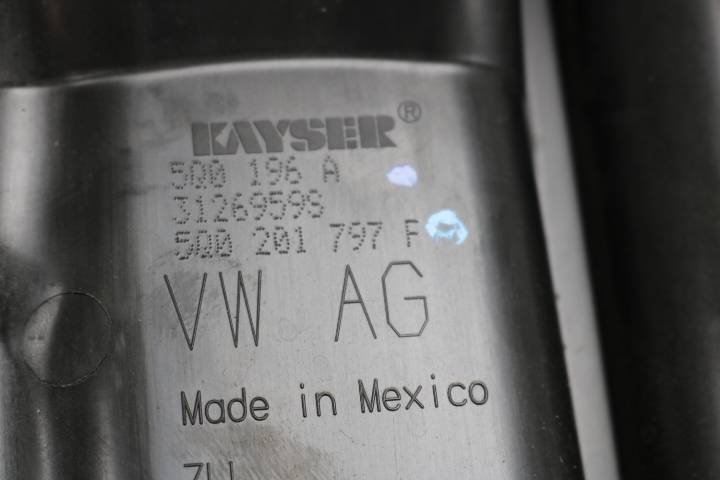 KAYSER®
5Q0 196 A
31269598
5Q0 201 797 F
VW AG
Made in Mexico